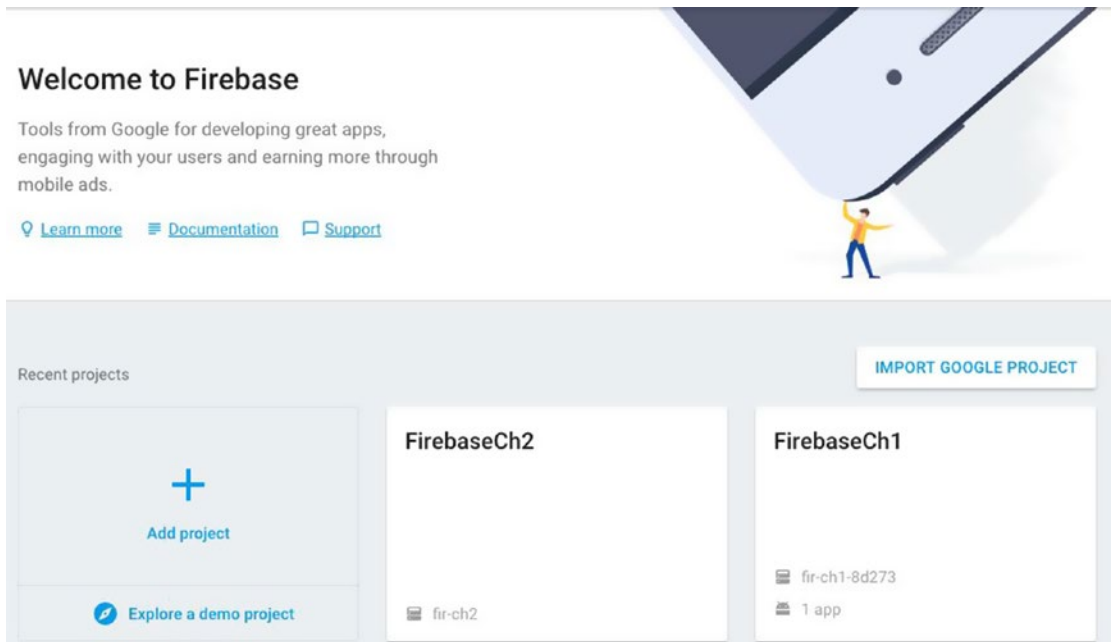 Welcome to Firebase
Tools from Google for developing great apps,
engaging with your users and earning more through
mobile ads.
Learn more Documentation Support
Recent projects
IMPORT GOOGLE PROJECT
Add project
Explore a demo project
FirebaseCh2
fir-ch2
FirebaseCh1
fir-ch1-8d273
1 app